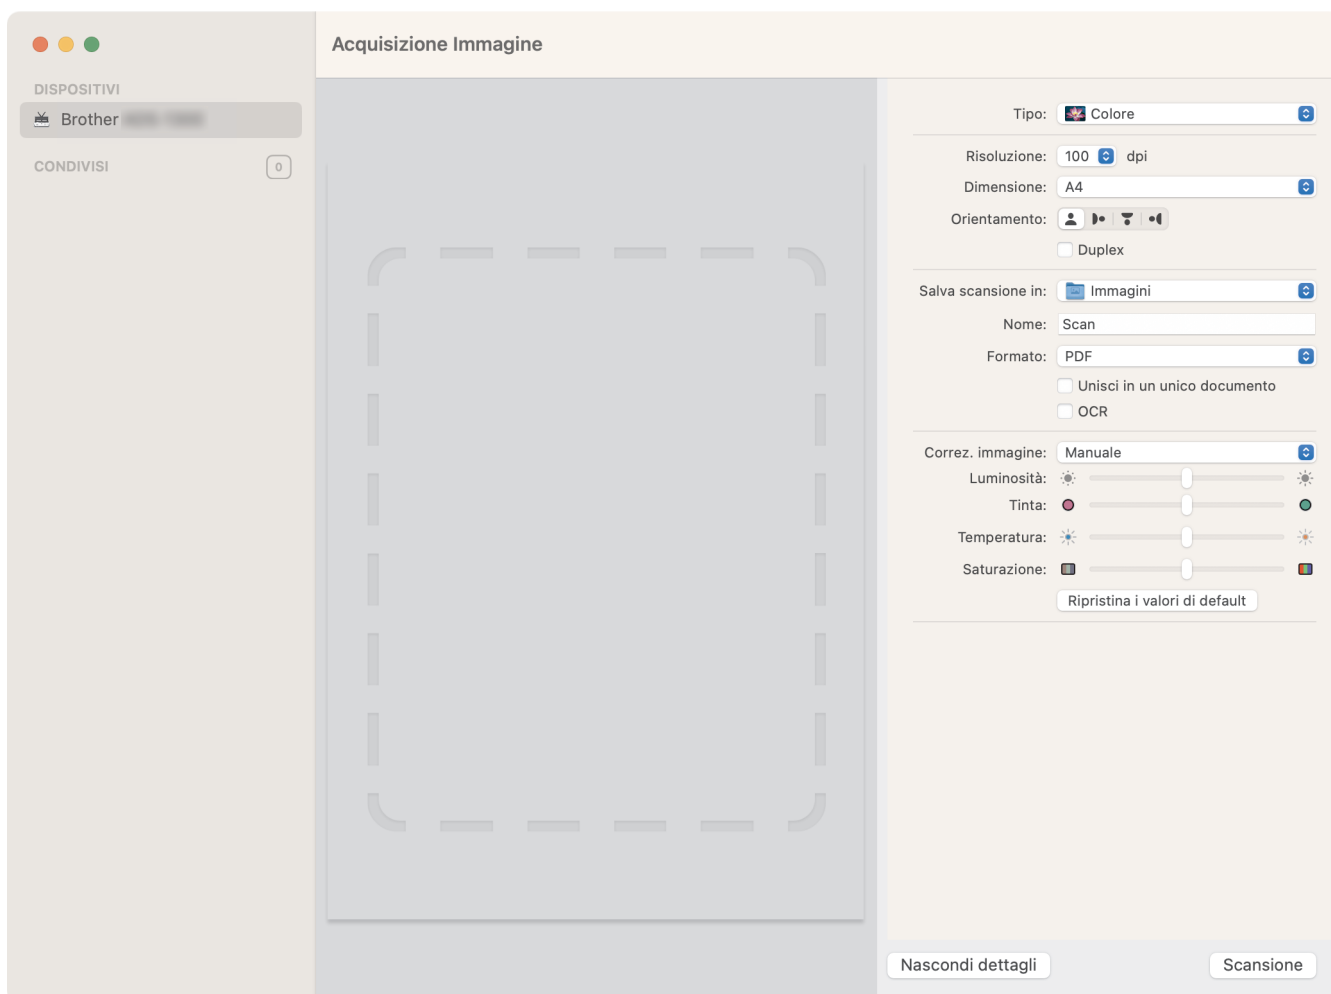 Acquisizione Immagine
DISPOSITIVI
Brother
CONDIVISI 0
Tipo: Colore
Risoluzione: 100 dpi
Dimensione: A4
Orientamento:
Duplex
Salva scansione in: Immagini
Nome: Scan
Formato: PDF
Unisci in un unico documento
OCR
Correz. immagine: Manuale
Luminosità:
Tinta:
Temperatura:
Saturazione:
Ripristina i valori di default
Nascondi dettagli Scansione